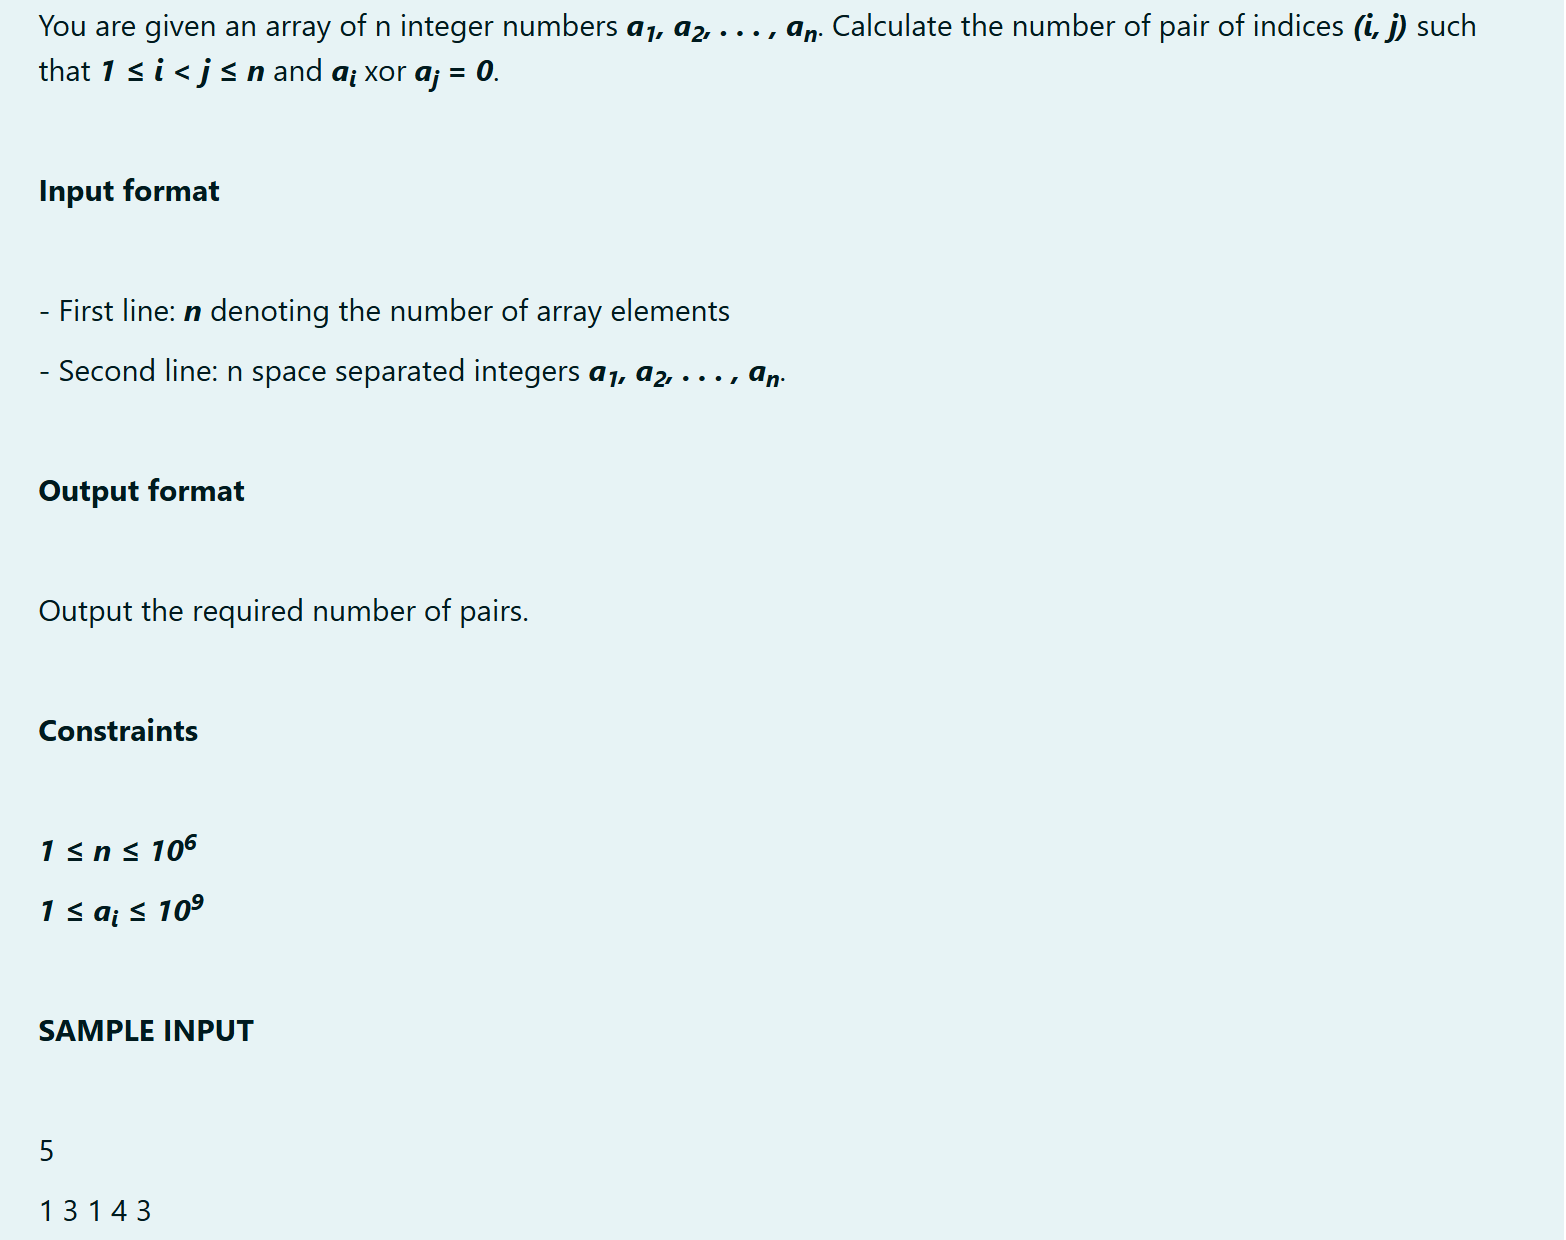 You are given an array of n integer numbers a1, a2, . . . , an. Calculate the number of pair of indices (i, j) such
that 1 ≤ i < j ≤ n and ai xor aj = 0.
Input format
- First line: n denoting the number of array elements
- Second line: n space separated integers a1, a2, . . . , an.
Output format
Output the required number of pairs.
Constraints
1 ≤ n ≤ 10^6
1 ≤ ai ≤ 10^9
SAMPLE INPUT
5
1 3 1 4 3